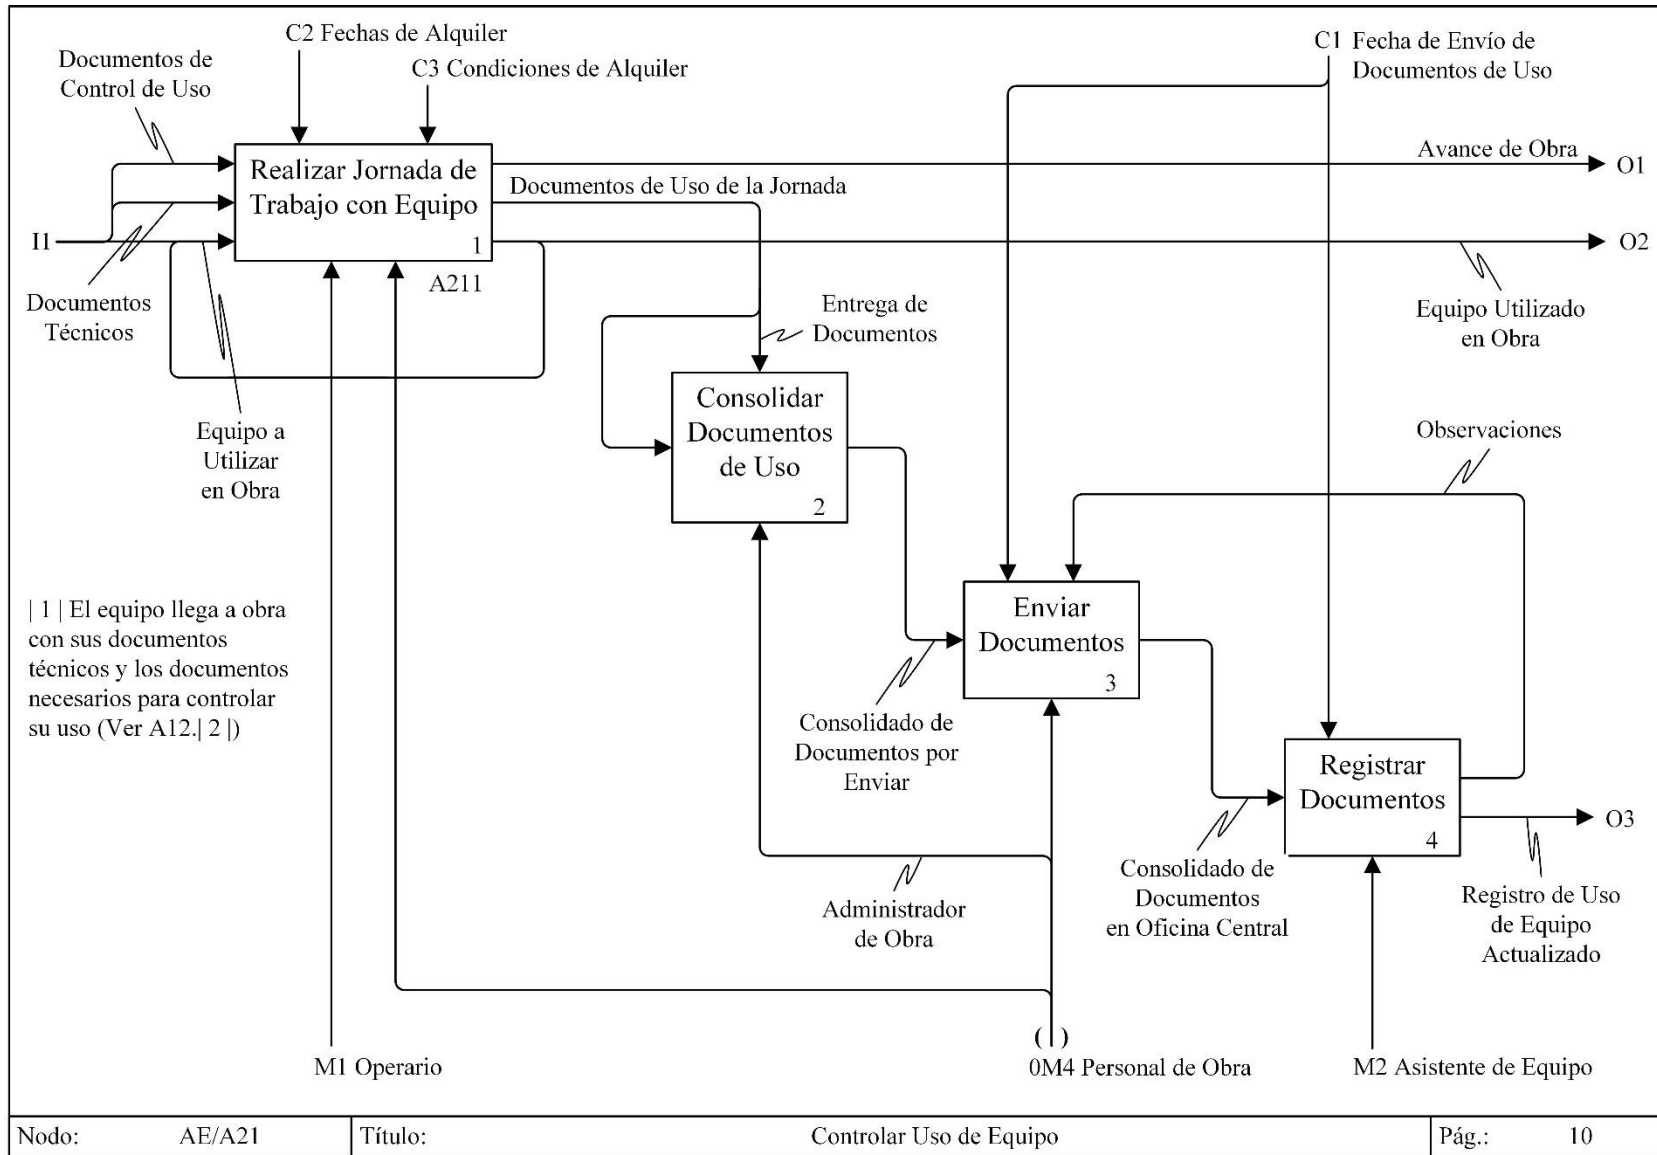 C2 Fechas de Alquiler
C1 Fecha de Envío de
Documentos de Uso
Documentos de
Control de Uso
C3 Condiciones de Alquiler
Avance de Obra
O1
Realizar Jornada de
Trabajo con Equipo
1
A211
Documentos de Uso de la Jornada
I1
O2
Documentos
Técnicos
Entrega de
Documentos
Equipo Utilizado
en Obra
Equipo a
Utilizar
en Obra
Consolidar
Documentos
de Uso
2
Observaciones
| 1 | El equipo llega a obra
con sus documentos
técnicos y los documentos
necesarios para controlar
su uso (Ver A12.| 2 |)
Enviar
Documentos
3
Consolidado de
Documentos por
Enviar
Registrar
Documentos
4
O3
Administrador
de Obra
Consolidado de
Documentos
en Oficina Central
Registro de Uso
de Equipo
Actualizado
( )
M1 Operario
0M4 Personal de Obra
M2 Asistente de Equipo
Nodo: AE/A21 Título: Controlar Uso de Equipo Pág.: 10